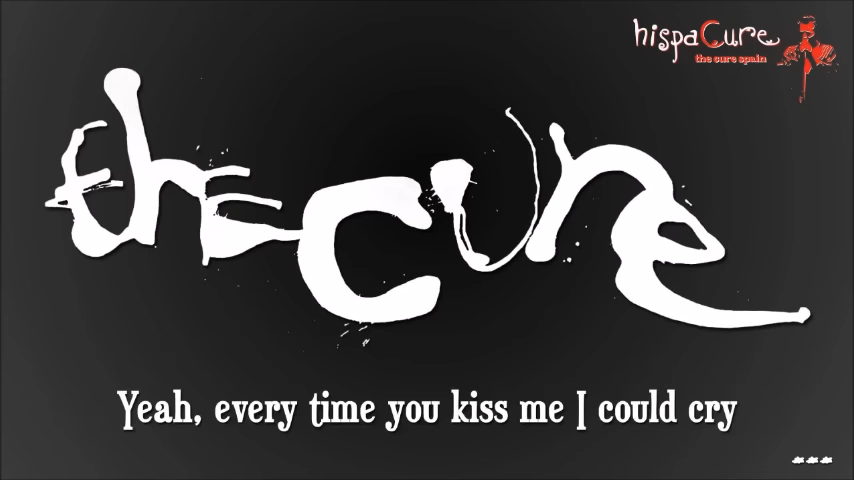 hispaCure
the cure spain
the cure
Yeah, every time you kiss me I could cry